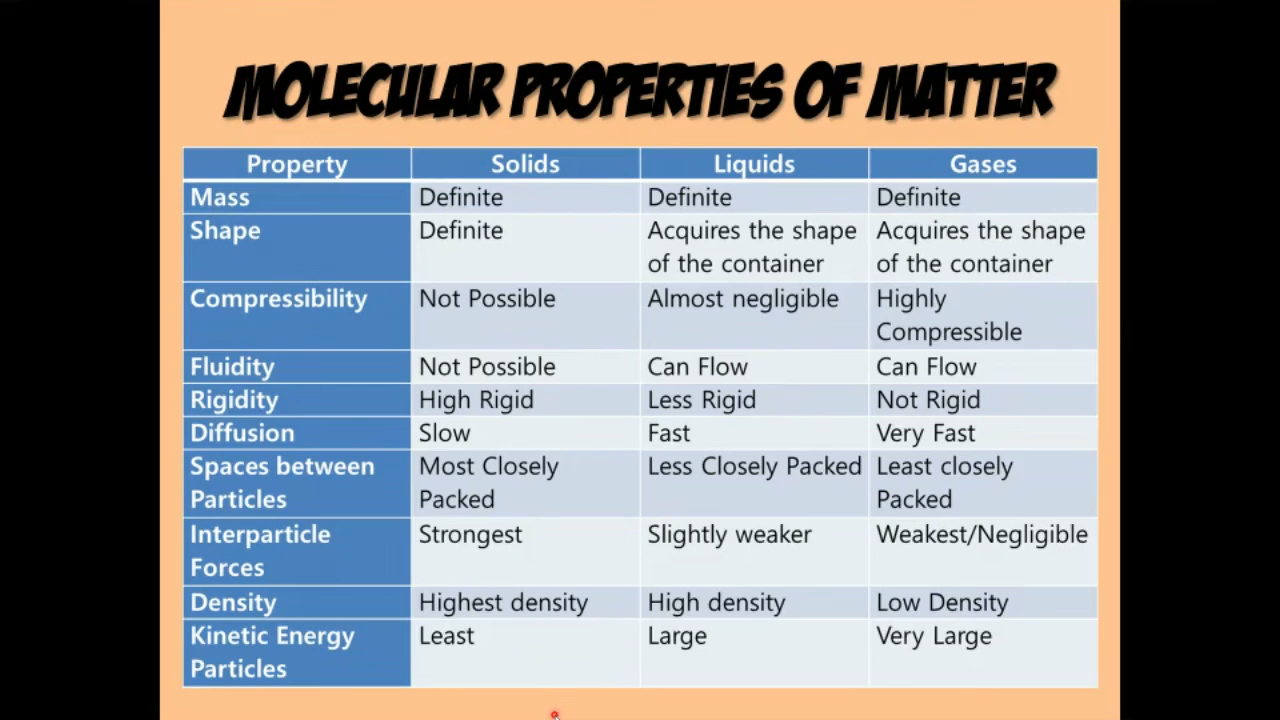 MOLECULAR PROPERTIES OF MATTER
Property Solids Liquids Gases
Mass Definite Definite Definite
Shape Definite Acquires the shape Acquires the shape
of the container of the container
Compressibility Not Possible Almost negligible Highly
Compressible
Fluidity Not Possible Can Flow Can Flow
Rigidity High Rigid Less Rigid Not Rigid
Diffusion Slow Fast Very Fast
Spaces between Most Closely Less Closely Packed Least closely
Particles Packed Packed
Interparticle Strongest Slightly weaker Weakest/Negligible
Forces
Density Highest density High density Low Density
Kinetic Energy Least Large Very Large
Particles